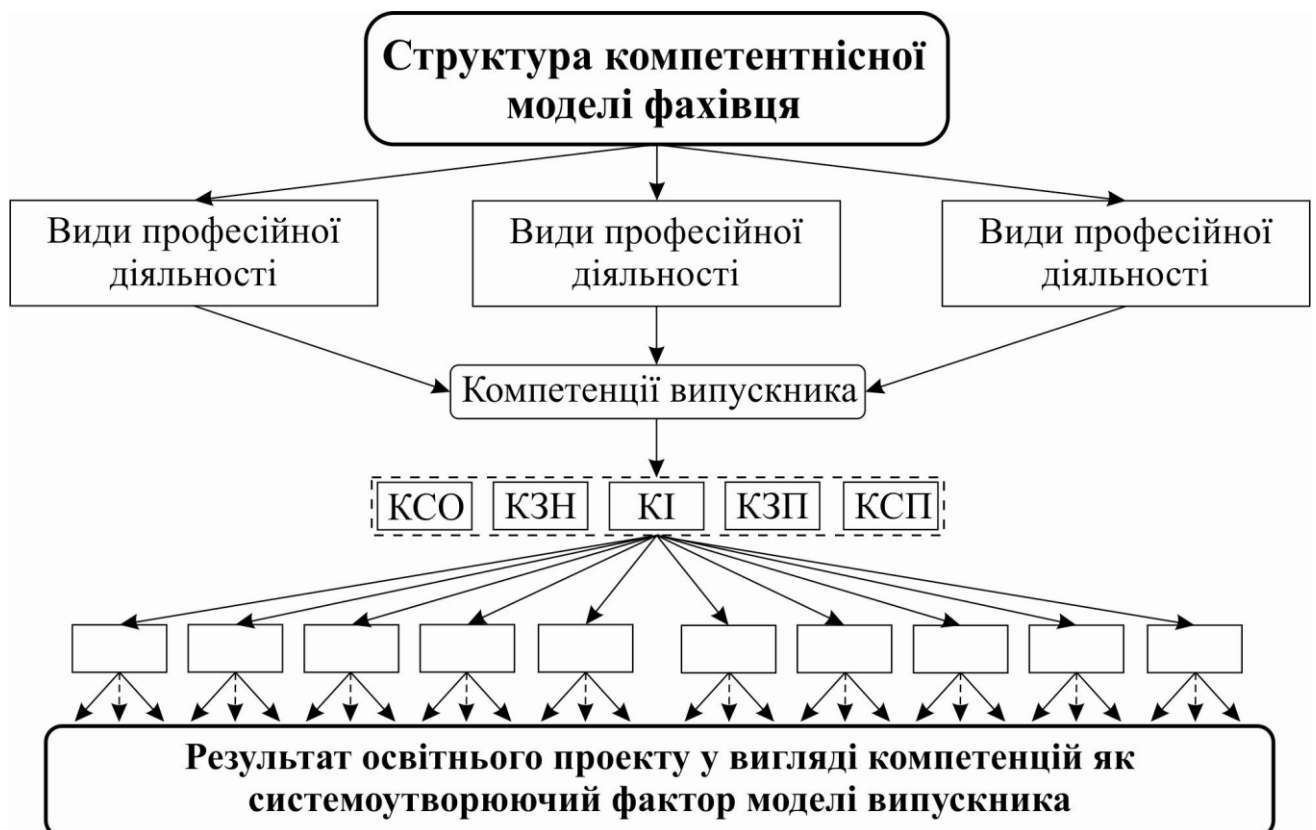 Структура компетентнісної
моделі фахівця
Види професійної
діяльності
Види професійної
діяльності
Види професійної
діяльності
Компетенції випускника
КСО КЗН КІ КЗП КСП
Результат освітнього проекту у вигляді компетенцій як
системоутворюючий фактор моделі випускника